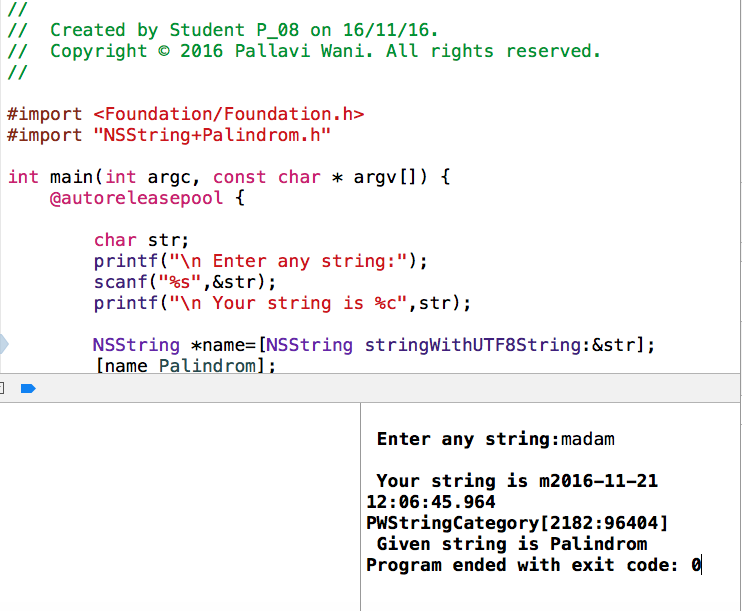 //
//  Created by Student P_08 on 16/11/16.
//  Copyright © 2016 Pallavi Wani. All rights reserved.
//
#import <Foundation/Foundation.h>
#import "NSString+Palindrom.h"
int main(int argc, const char * argv[]) {
    @autoreleasepool {
        char str;
        printf("\n Enter any string:");
        scanf("%s",&str);
        printf("\n Your string is %c",str);
        NSString *name=[NSString stringWithUTF8String:&str];
        [name Palindrom];
 Enter any string:madam
 Your string is m2016-11-21
12:06:45.964
PWStringCategory[2182:96404]
 Given string is Palindrom
Program ended with exit code: 0